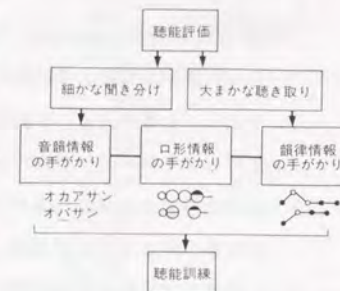 聴能評価
細かな聞き分け
大まかな聴き取り
音韻情報
の手がかり
口形情報
の手がかり
韻律情報
の手がかり
オカアサン
オバサン
聴能訓練